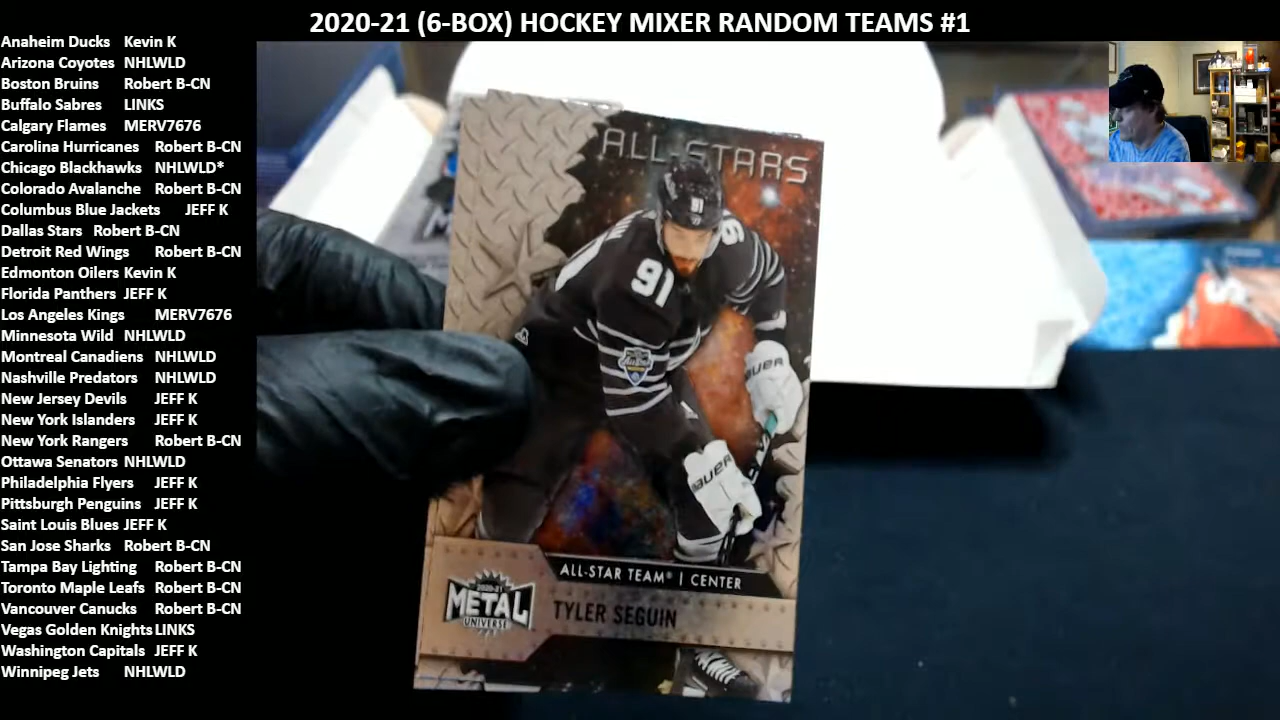 2020-21 (6-BOX) HOCKEY MIXER RANDOM TEAMS #1
Anaheim Ducks Kevin K
Arizona Coyotes NHLWLD
Boston Bruins Robert B-CN
Buffalo Sabres LINKS
Calgary Flames MERV7676
Carolina Hurricanes Robert B-CN
Chicago Blackhawks NHLWLD*
Colorado Avalanche Robert B-CN
Columbus Blue Jackets JEFF K
Dallas Stars Robert B-CN
Detroit Red Wings Robert B-CN
Edmonton Oilers Kevin K
Florida Panthers JEFF K
Los Angeles Kings MERV7676
Minnesota Wild NHLWLD
Montreal Canadiens NHLWLD
Nashville Predators NHLWLD
New Jersey Devils JEFF K
New York Islanders JEFF K
New York Rangers Robert B-CN
Ottawa Senators NHLWLD
Philadelphia Flyers JEFF K
Pittsburgh Penguins JEFF K
Saint Louis Blues JEFF K
San Jose Sharks Robert B-CN
Tampa Bay Lighting Robert B-CN
Toronto Maple Leafs Robert B-CN
Vancouver Canucks Robert B-CN
Vegas Golden Knights LINKS
Washington Capitals JEFF K
Winnipeg Jets NHLWLD
ALL-STARS
91
91
BAUER
BAUER
ALL-STAR TEAM® | CENTER
2020-21
METAL
UNIVERSE
TYLER SEGUIN